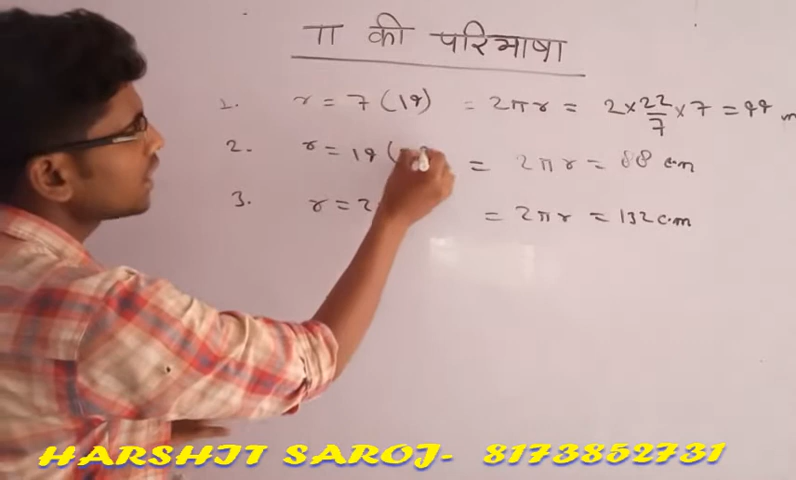 π की परिभाषा
1. r = 7 (14) = 2πr = 2×22/7×7 = 44 m
2. r = 14 ( = 2πr = 88 cm
3. r = 2 = 2πr = 132 cm
HARSHIT SAROJ- 8173852731